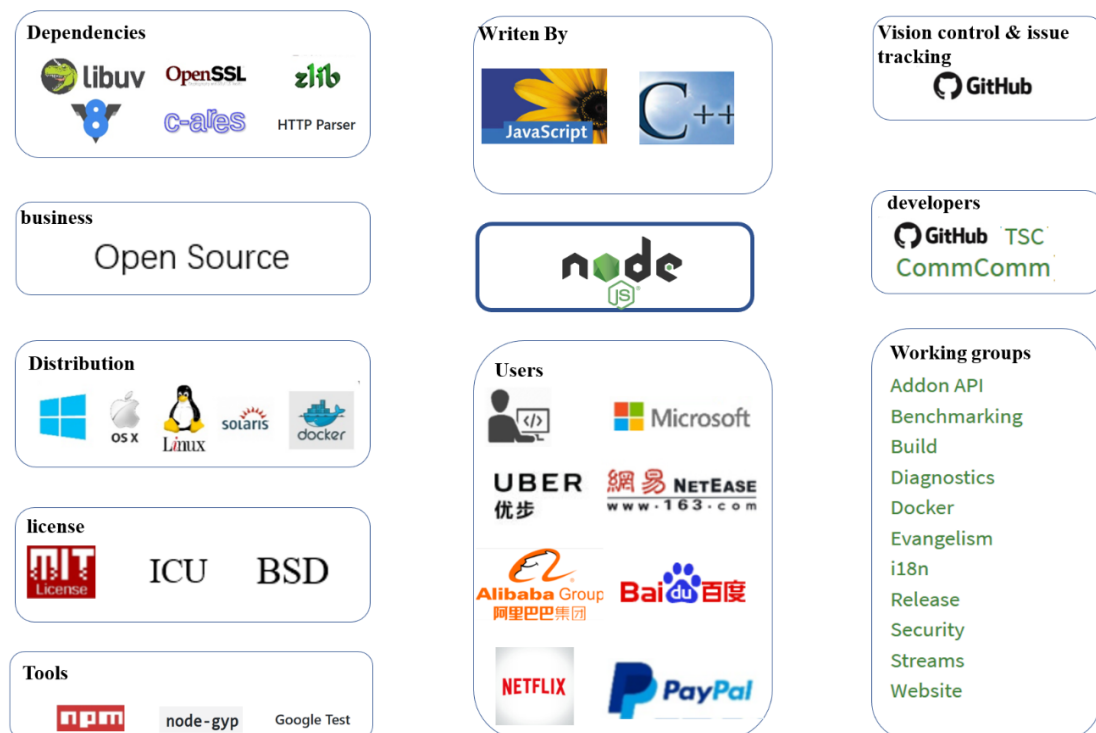 Dependencies
libuv OpenSSL zlib
V8 c-ares HTTP Parser
Writen By
JavaScript C++
Vision control & issue
tracking
GitHub
business
Open Source
node
JS
developers
GitHub TSC
CommComm
Distribution
OS X Linux solaris docker
Users
</>
Microsoft
UBER
优步
網易 NETEASE
www.163.com
Alibaba Group
阿里巴巴集团
Bai du 百度
NETFLIX PayPal
Working groups
Addon API
Benchmarking
Build
Diagnostics
Docker
Evangelism
i18n
Release
Security
Streams
Website
license
MIT
License
ICU BSD
Tools
npm node-gyp Google Test